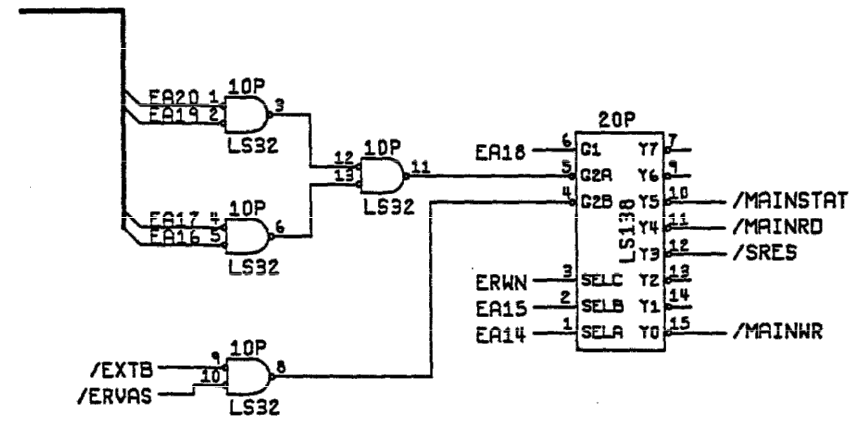 10P
EA20 1
EA19 2
3
LS32
10P
12
13
11
LS32
EA17 4
EA16 5
10P
6
LS32
/EXTB 9
/ERVAS 10
10P
8
LS32
20P
EA18 6 G1 Y7 7
5 G2A Y6 9
4 G2B Y5 10 /MAINSTAT
LS138
Y4 11 /MAINRD
Y3 12 /SRES
ERWN 3 SELC Y2 13
EA15 2 SELB Y1 14
EA14 1 SELA Y0 15 /MAINWR